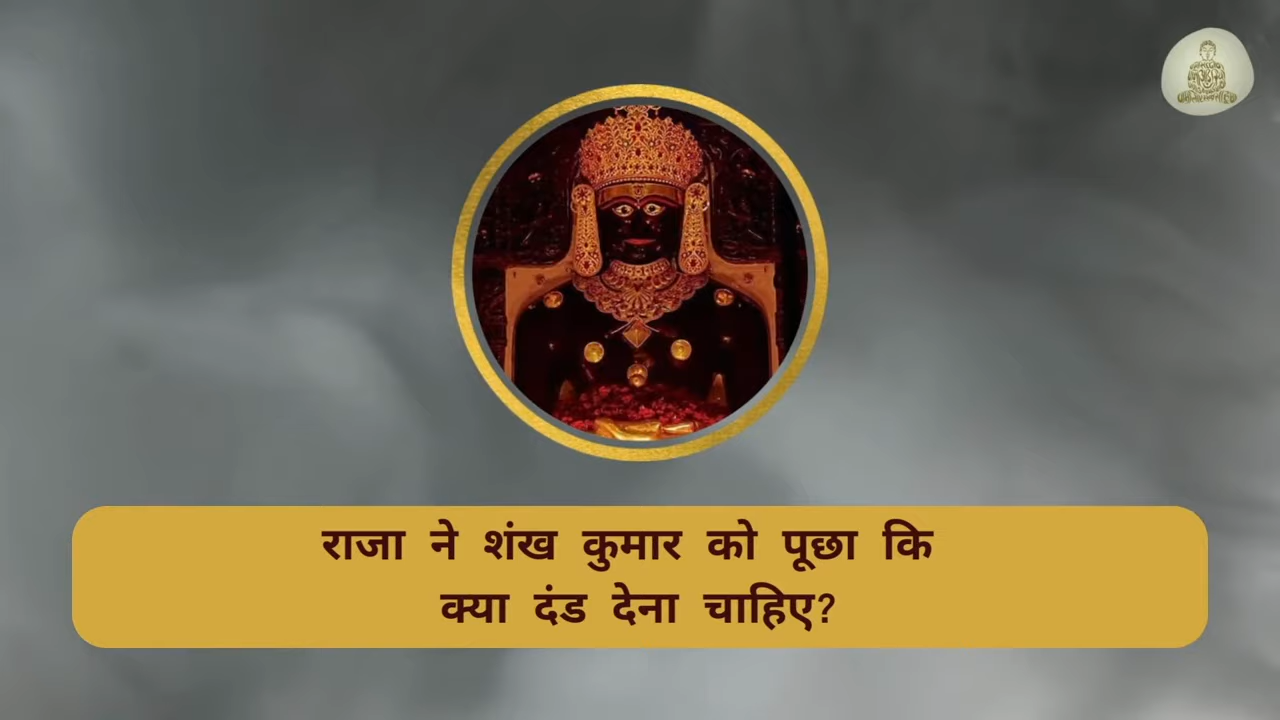 राजा ने शंख कुमार को पूछा कि
क्या दंड देना चाहिए?